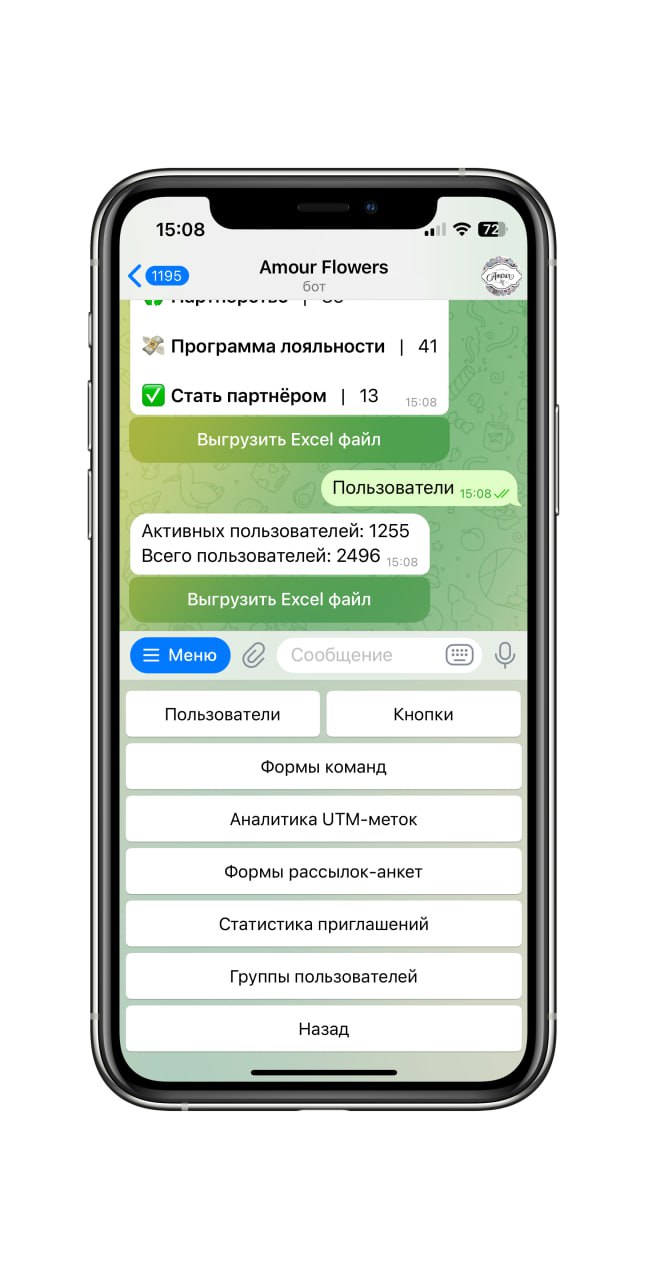 15:08
72
1195
Amour Flowers
бот
💸 Программа лояльности | 41
✅ Стать партнёром | 13 15:08
Выгрузить Excel файл
Пользователи 15:08
Активных пользователей: 1255
Всего пользователей: 2496 15:08
Выгрузить Excel файл
Меню
Сообщение
Пользователи
Кнопки
Формы команд
Аналитика UTM-меток
Формы рассылок-анкет
Статистика приглашений
Группы пользователей
Назад